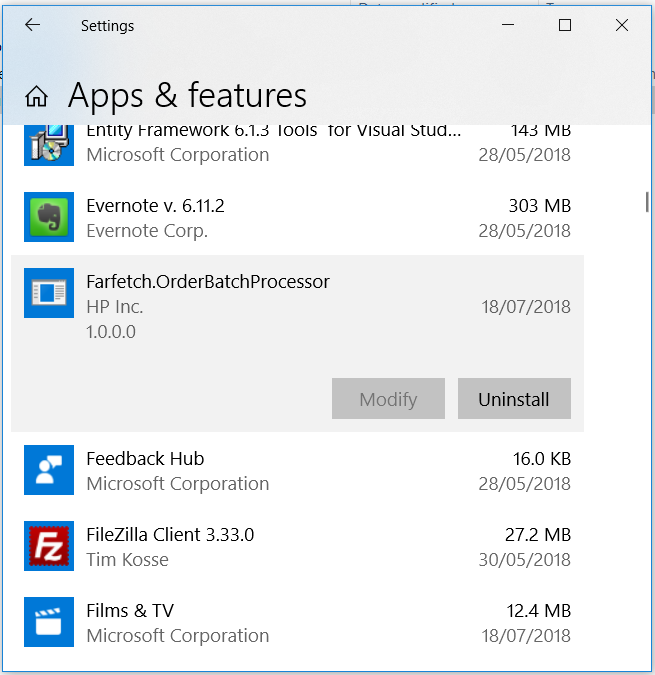 Settings
Apps & features
Entity Framework 6.1.3 Tools for Visual Stud... 143 MB
Microsoft Corporation 28/05/2018
Evernote v. 6.11.2 303 MB
Evernote Corp. 28/05/2018
Farfetch.OrderBatchProcessor
HP Inc. 18/07/2018
1.0.0.0
Modify Uninstall
Feedback Hub 16.0 KB
Microsoft Corporation 28/05/2018
Fz
FileZilla Client 3.33.0 27.2 MB
Tim Kosse 30/05/2018
Films & TV 12.4 MB
Microsoft Corporation 18/07/2018